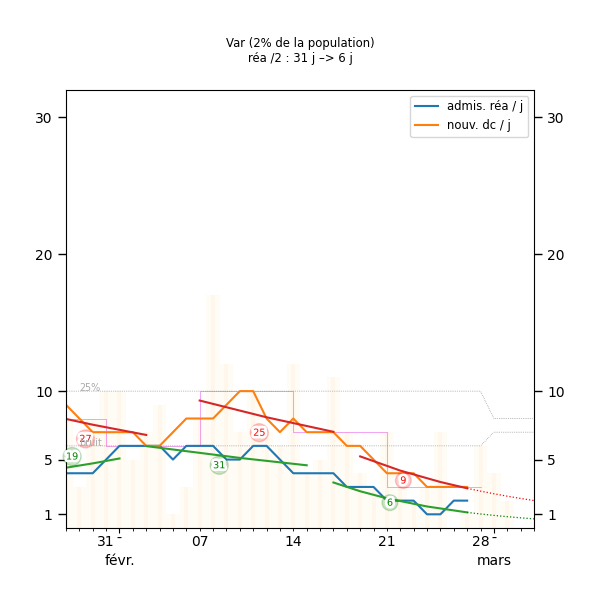 Var (2% de la population)
réa /2 : 31 j –> 6 j
admis. réa / j
nouv. dc / j
30 30
20 20
25%
10 10
27 25
19 31
5 5
9
6
1 1
31 - 07 14 21 28 -
févr. mars